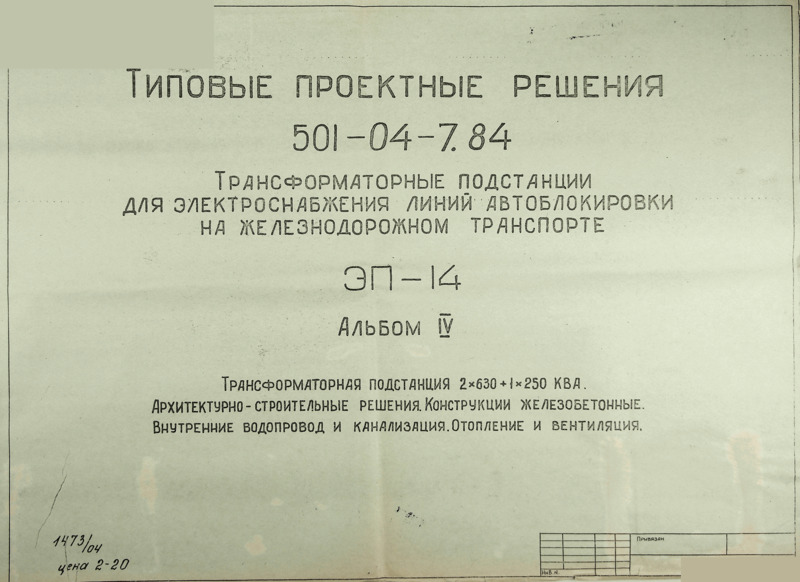 Типовые проектные решения
501-04-7.84
Трансформаторные подстанции
для электроснабжения линий автоблокировки
на железнодорожном транспорте
ЭП-14
Альбом IV
Трансформаторная подстанция 2×630+1×250 кВА.
Архитектурно-строительные решения. Конструкции железобетонные.
Внутренние водопровод и канализация. Отопление и вентиляция.
1473/04
цена 2-20
Привязан
Инв. №